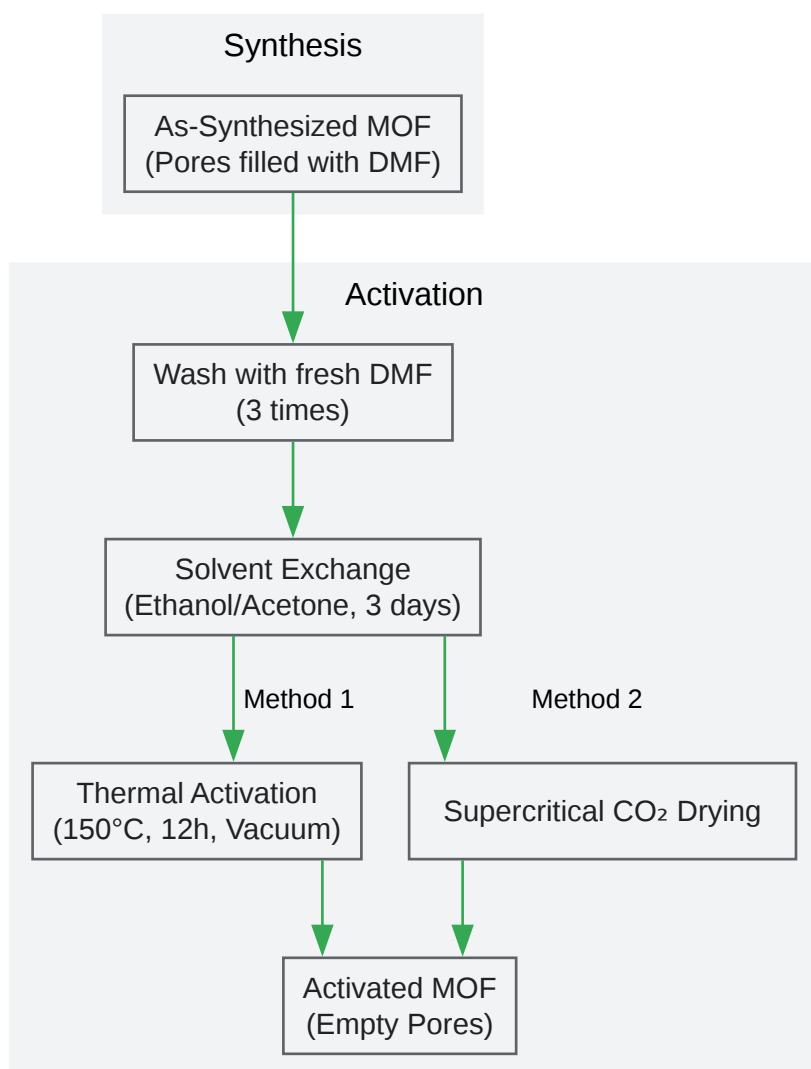 Synthesis
As-Synthesized MOF
(Pores filled with DMF)
Activation
Wash with fresh DMF
(3 times)
Solvent Exchange
(Ethanol/Acetone, 3 days)
Method 1
Method 2
Thermal Activation
(150°C, 12h, Vacuum)
Supercritical CO₂ Drying
Activated MOF
(Empty Pores)